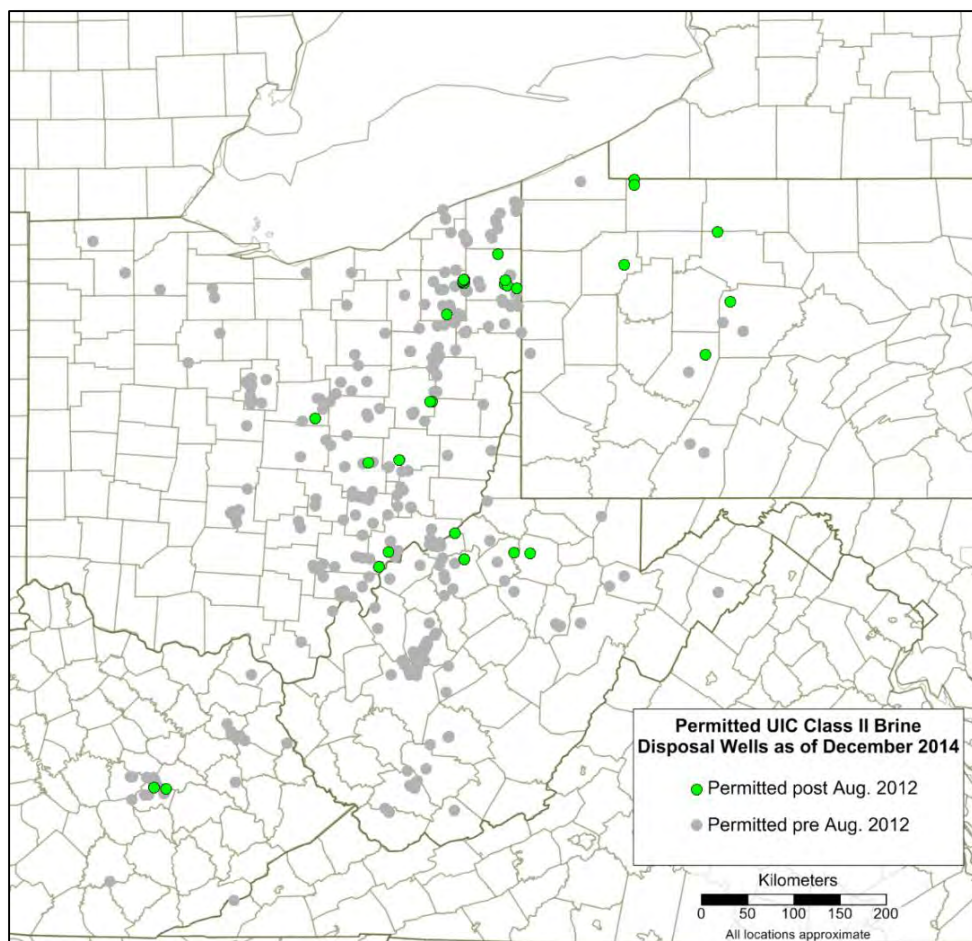 Permitted UIC Class II Brine
Disposal Wells as of December 2014
Permitted post Aug. 2012
Permitted pre Aug. 2012
Kilometers
0 50 100 150 200
All locations approximate